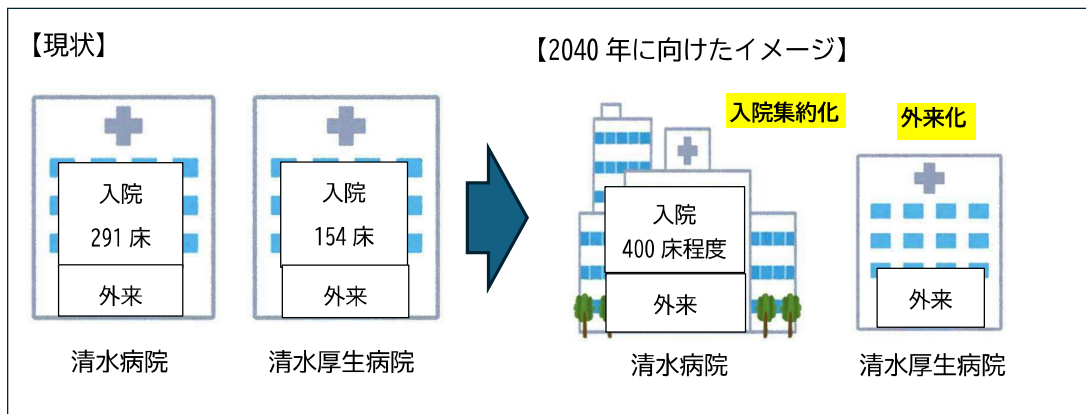 【現状】
入院
291 床
外来
清水病院
入院
154 床
外来
清水厚生病院
【2040 年に向けたイメージ】
入院集約化
入院
400 床程度
外来
清水病院
外来化
外来
清水厚生病院